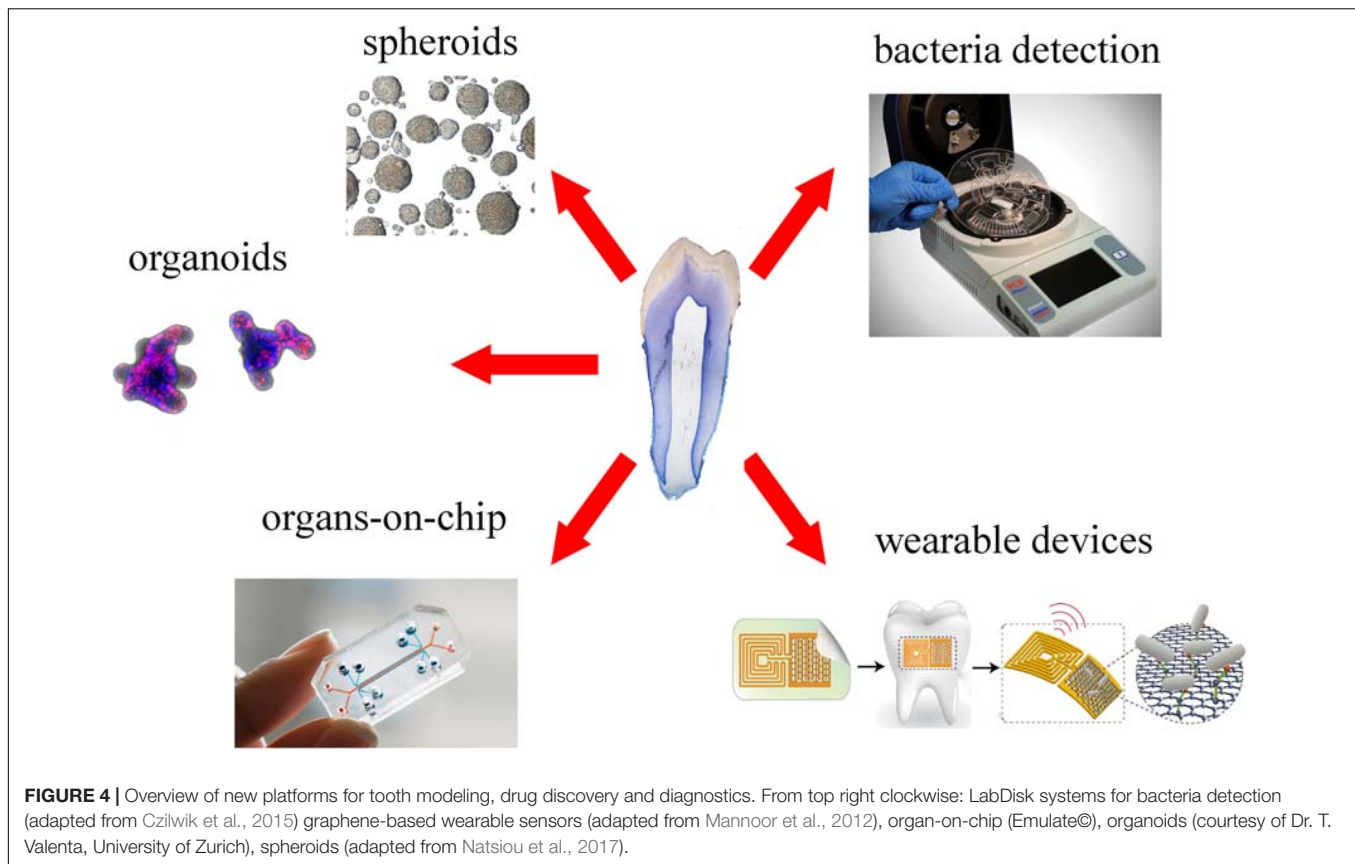 spheroids
bacteria detection
organoids
organs-on-chip
wearable devices
FIGURE 4 | Overview of new platforms for tooth modeling, drug discovery and diagnostics. From top right clockwise: LabDisk systems for bacteria detection
(adapted from Czilwik et al., 2015) graphene-based wearable sensors (adapted from Mannoor et al., 2012), organ-on-chip (Emulate©), organoids (courtesy of Dr. T.
Valenta, University of Zurich), spheroids (adapted from Natsiou et al., 2017).